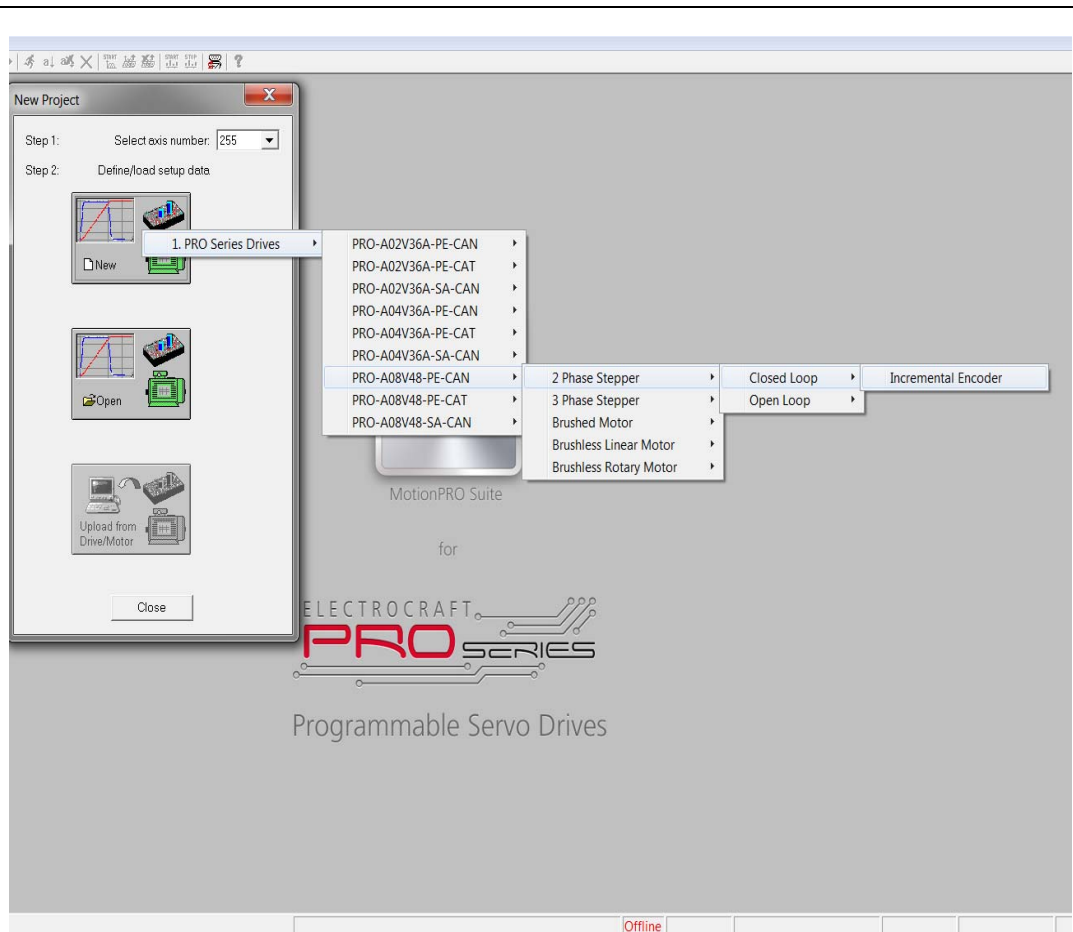 START
START STOP
New Project
X
Step 1: Select axis number: 255
Step 2: Define/load setup data
New
1. PRO Series Drives
PRO-A02V36A-PE-CAN
PRO-A02V36A-PE-CAT
PRO-A02V36A-SA-CAN
PRO-A04V36A-PE-CAN
PRO-A04V36A-PE-CAT
PRO-A04V36A-SA-CAN
PRO-A08V48-PE-CAN
PRO-A08V48-PE-CAT
PRO-A08V48-SA-CAN
2 Phase Stepper
3 Phase Stepper
Brushed Motor
Brushless Linear Motor
Brushless Rotary Motor
Closed Loop
Open Loop
Incremental Encoder
Open
Upload from
Drive/Motor
Close
MotionPRO Suite
for
ELECTROCRAFT
PRO SERIES
Programmable Servo Drives
Offline